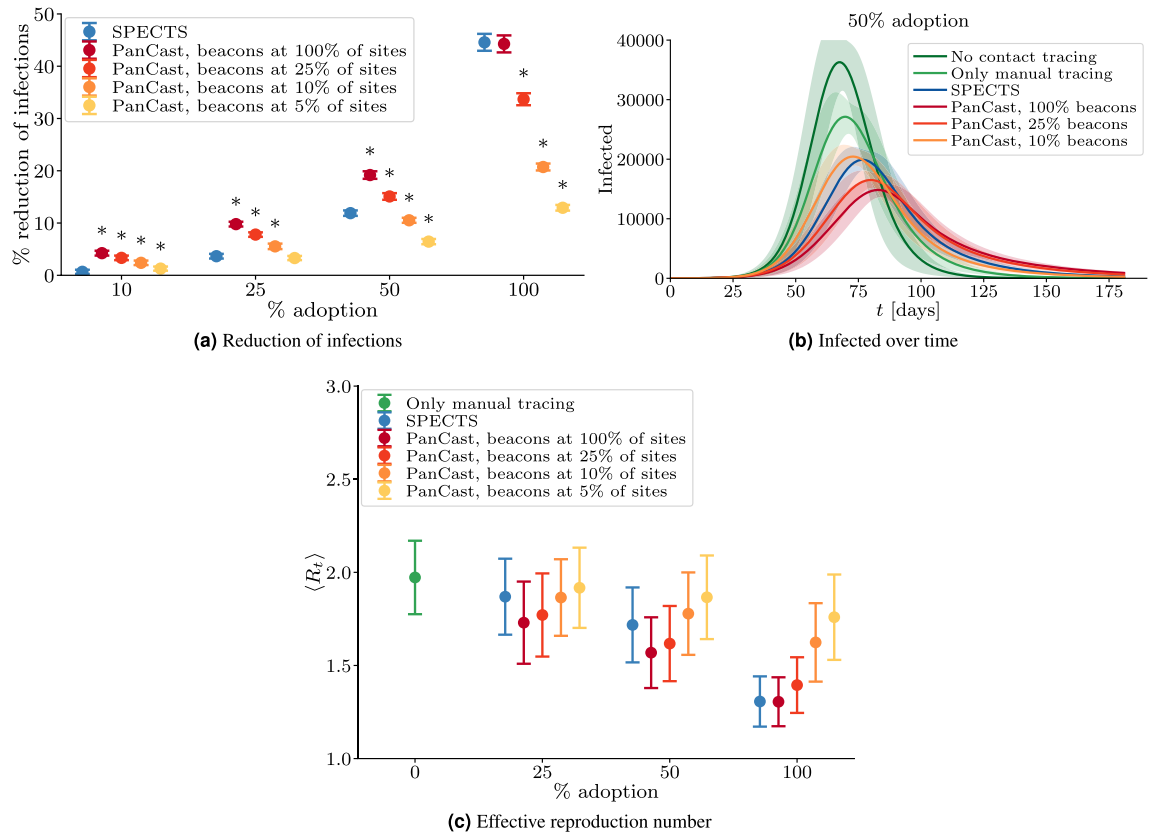 50
40
30
20
10
0
% reduction of infections
SPECTS
PanCast, beacons at 100% of sites
PanCast, beacons at 25% of sites
PanCast, beacons at 10% of sites
PanCast, beacons at 5% of sites
* * * *
* * *
* * * *
* * *
10 25 50 100
% adoption
(a) Reduction of infections
50% adoption
40000
30000
20000
10000
0
Infected
No contact tracing
Only manual tracing
SPECTS
PanCast, 100% beacons
PanCast, 25% beacons
PanCast, 10% beacons
0 25 50 75 100 125 150 175
t [days]
(b) Infected over time
3.0
2.5
2.0
1.5
1.0
⟨Rt⟩
Only manual tracing
SPECTS
PanCast, beacons at 100% of sites
PanCast, beacons at 25% of sites
PanCast, beacons at 10% of sites
PanCast, beacons at 5% of sites
0 25 50 100
% adoption
(c) Effective reproduction number